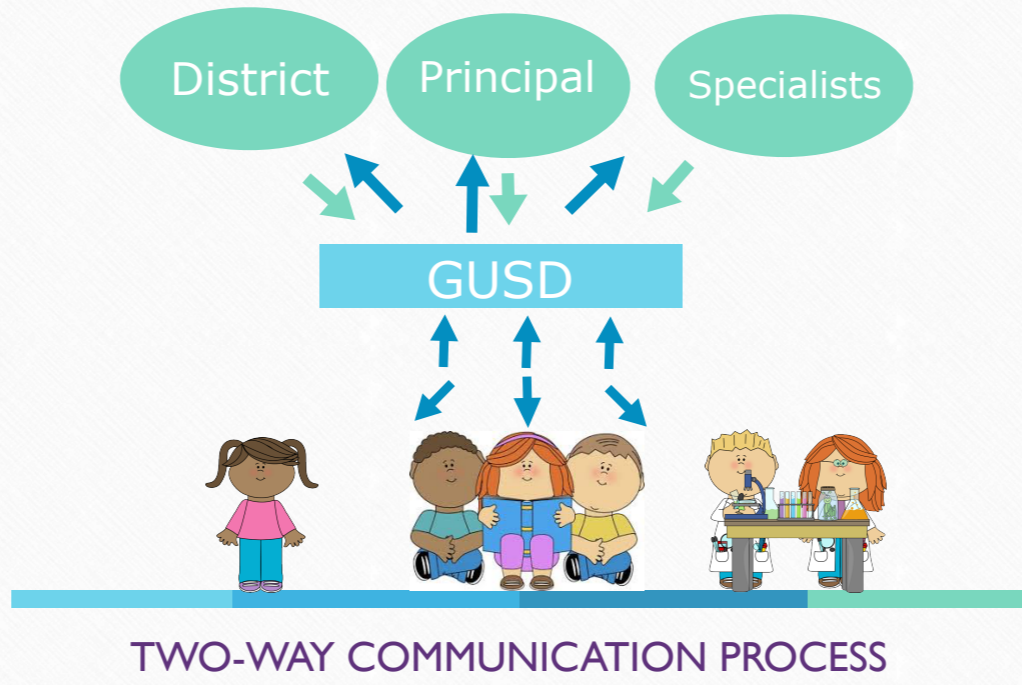 District
Principal
Specialists
GUSD
TWO-WAY COMMUNICATION PROCESS